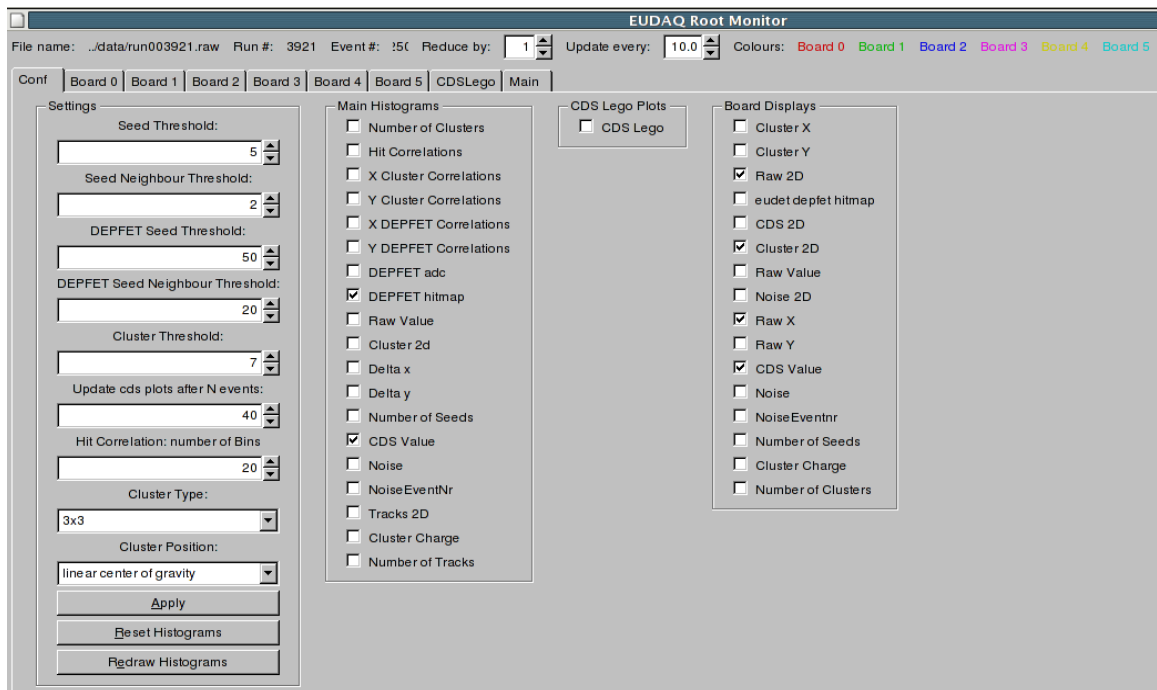 EUDAQ Root Monitor
File name: ../data/run003921.raw Run #: 3921 Event #: Reduce by: 1 Update every: 10.0 Colours: Board 0 Board 1 Board 2 Board 3 Board 4 Board 5
Conf Board 0 Board 1 Board 2 Board 3 Board 4 Board 5 CDSLego Main
Settings
Seed Threshold:
5
Seed Neighbour Threshold:
2
DEPFET Seed Threshold:
50
DEPFET Seed Neighbour Threshold:
20
Cluster Threshold:
7
Update cds plots after N events:
40
Hit Correlation: number of Bins
20
Cluster Type:
3x3
Cluster Position:
linear center of gravity
Apply
Reset Histograms
Redraw Histograms
Main Histograms
Number of Clusters
Hit Correlations
X Cluster Correlations
Y Cluster Correlations
X DEPFET Correlations
Y DEPFET Correlations
DEPFET adc
DEPFET hitmap
Raw Value
Cluster 2d
Delta x
Delta y
Number of Seeds
CDS Value
Noise
NoiseEventNr
Tracks 2D
Cluster Charge
Number of Tracks
CDS Lego Plots
CDS Lego
Board Displays
Cluster X
Cluster Y
Raw 2D
eudet depfet hitmap
CDS 2D
Cluster 2D
Raw Value
Noise 2D
Raw X
Raw Y
CDS Value
Noise
NoiseEventnr
Number of Seeds
Cluster Charge
Number of Clusters